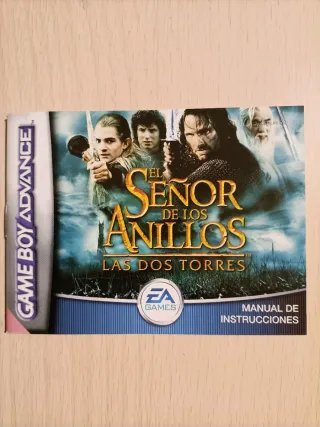 GAME BOY ADVANCE
EL
SEÑOR
DE LOS
ANILLOS
LAS DOS TORRES
EA
GAMES
MANUAL DE
INSTRUCCIONES